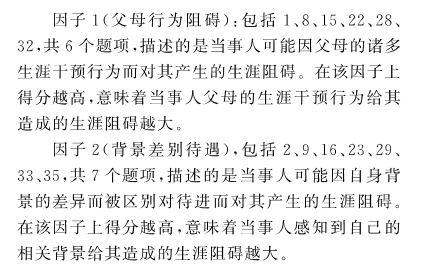 因子 1(父母行为阻碍):包括 1、8、15、22、28、
32,共 6 个题项,描述的是当事人可能因父母的诸多
生涯干预行为而对其产生的生涯阻碍。在该因子上
得分越高,意味着当事人父母的生涯干预行为给其
造成的生涯阻碍越大。
因子 2(背景差别待遇),包括 2、9、16、23、29、
33、35,共 7 个题项,描述的是当事人可能因自身背
景的差异而被区别对待进而对其产生的生涯阻碍。
在该因子上得分越高,意味着当事人感知到自己的
相关背景给其造成的生涯阻碍越大。